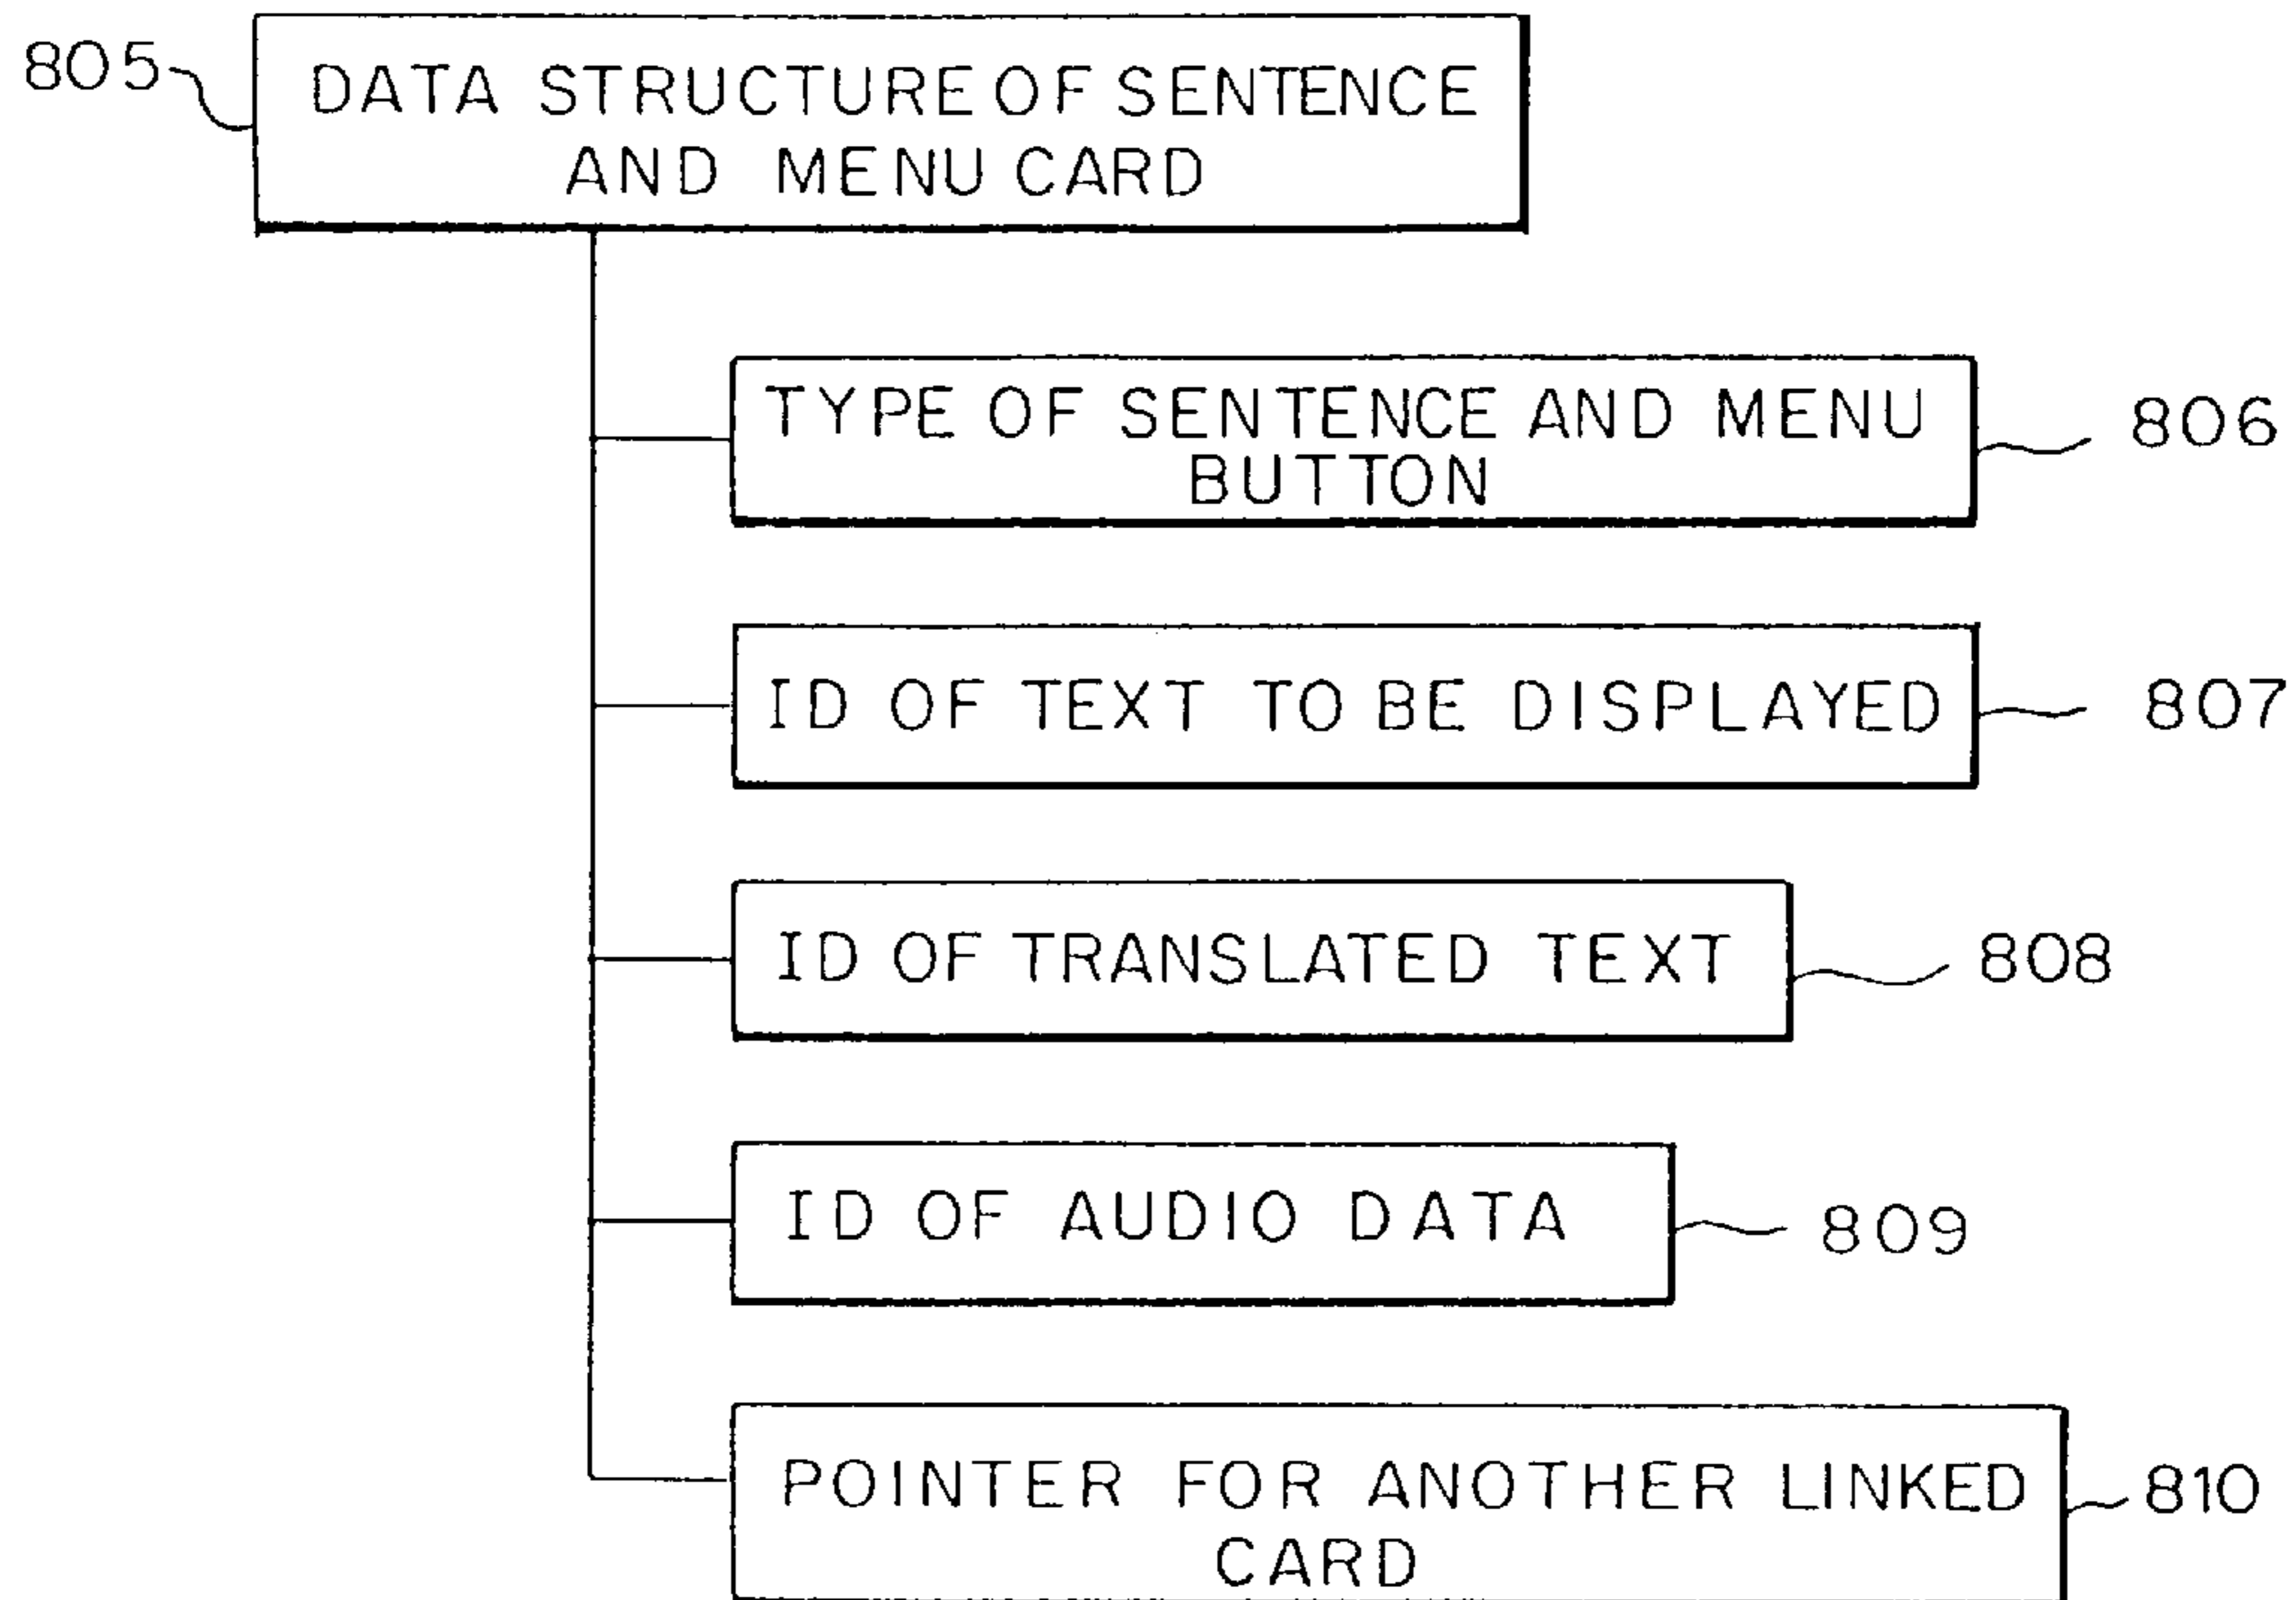 805
DATA STRUCTURE OF SENTENCE
AND MENU CARD
TYPE OF SENTENCE AND MENU
BUTTON
806
ID OF TEXT TO BE DISPLAYED
807
ID OF TRANSLATED TEXT
808
ID OF AUDIO DATA
809
POINTER FOR ANOTHER LINKED
CARD
810